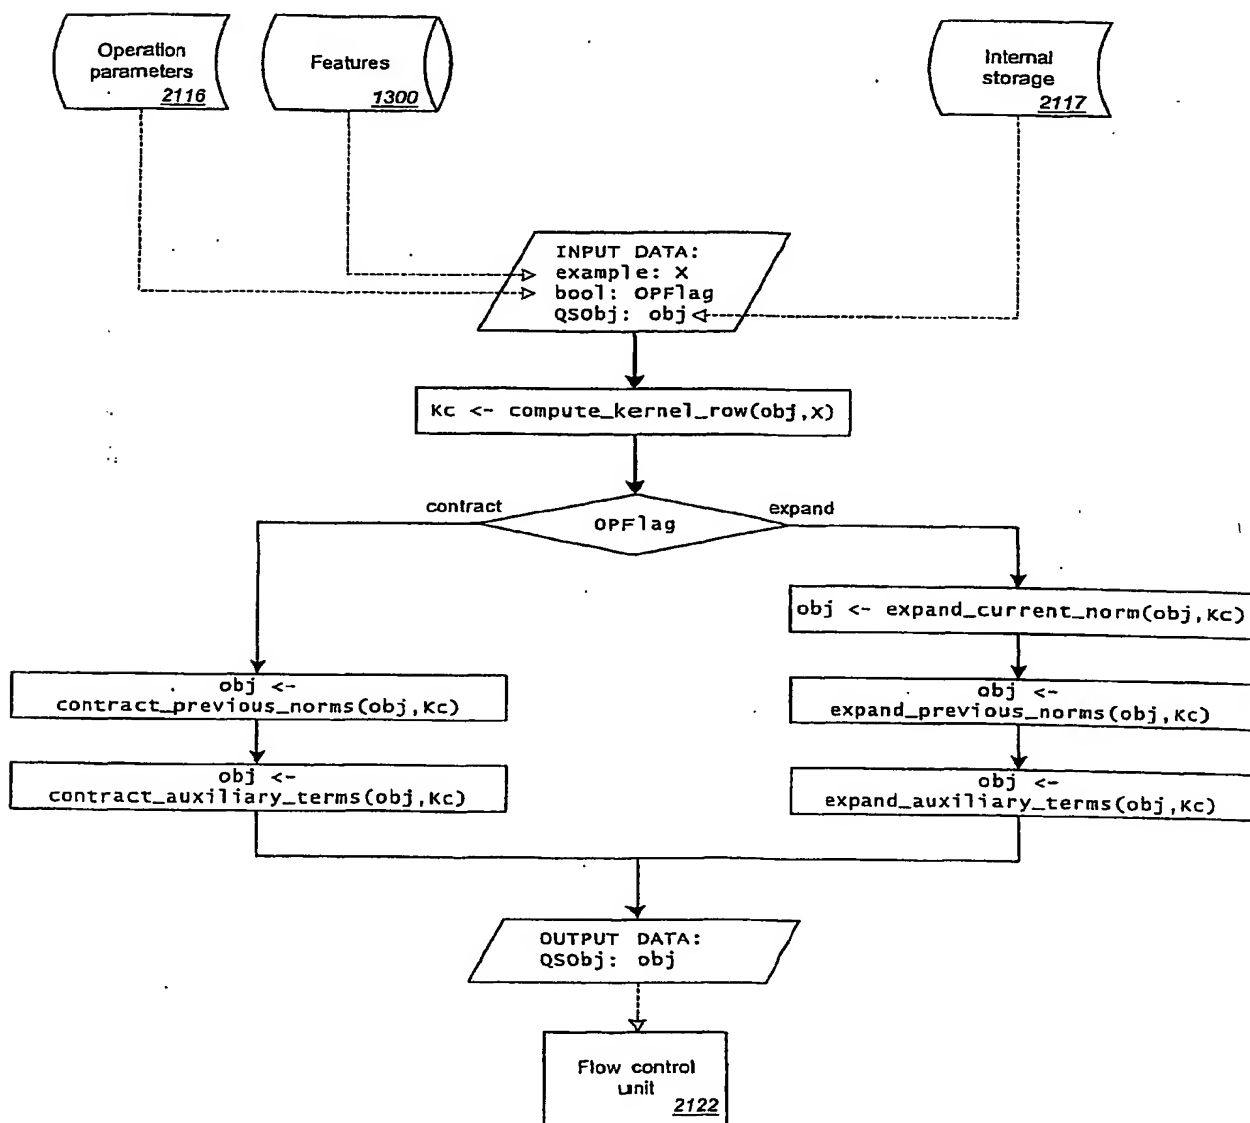 Operation
parameters
2116
Features
1300
Internal
storage
2117
INPUT DATA:
example: X
bool: OPFlag
QSObj: obj
Kc <- compute_kernel_row(obj,X)
contract
OPFlag
expand
obj <- expand_current_norm(obj,Kc)
obj <-
contract_previous_norms(obj,Kc)
obj <-
expand_previous_norms(obj,Kc)
obj <-
contract_auxiliary_terms(obj,Kc)
obj <-
expand_auxiliary_terms(obj,Kc)
OUTPUT DATA:
QSObj: obj
Flow control
unit
2122